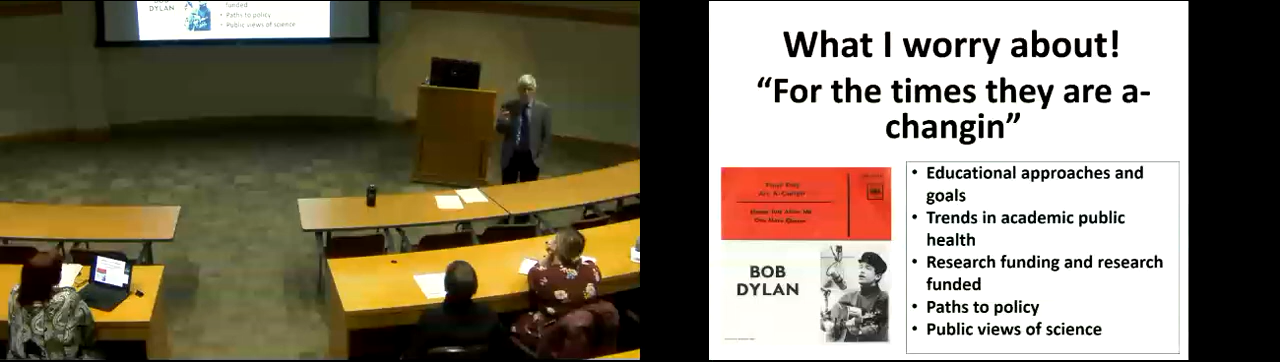 DYLAN
funded
• Paths to policy
• Public views of spience
What I worry about!
“For the times they are a-
changin”
BOB
DYLAN
• Educational approaches and
goals
• Trends in academic public
health
• Research funding and research
funded
• Paths to policy
• Public views of science